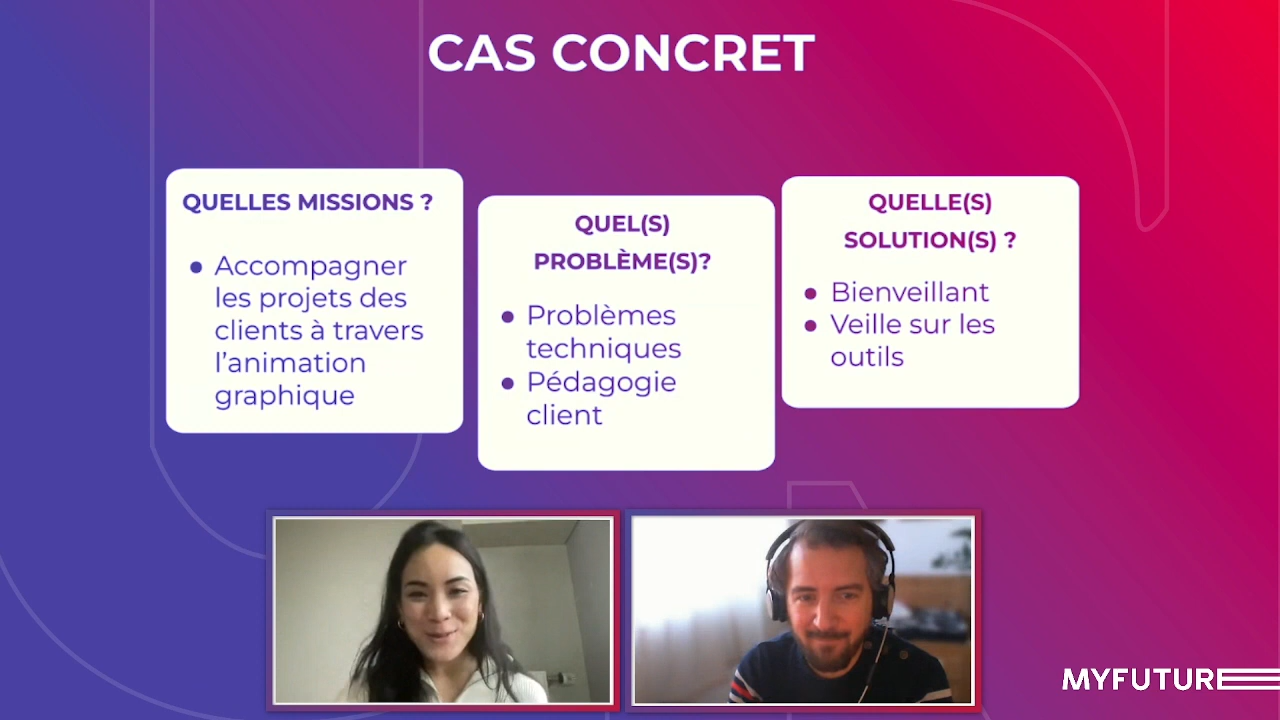 CAS CONCRET
QUELLES MISSIONS ?
● Accompagner
les projets des
clients à travers
l’animation
graphique
QUEL(S)
PROBLÈME(S)?
● Problèmes
techniques
● Pédagogie
client
QUELLE(S)
SOLUTION(S) ?
● Bienveillant
● Veille sur les
outils
MYFUTURE